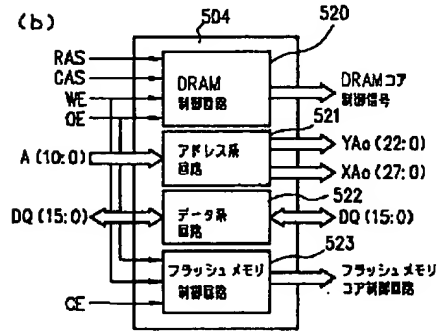 (b)
504
520
RAS
CAS
WE
OE
DRAM
制御回路
DRAMコア
制御信号
521
A(10:0)
アドレス系
回路
YAo(22:0)
XAo(27:0)
522
DQ(15:0)
データ系
回路
DQ(15:0)
523
CE
フラッシュメモリ
制御回路
フラッシュメモリ
コア制御回路